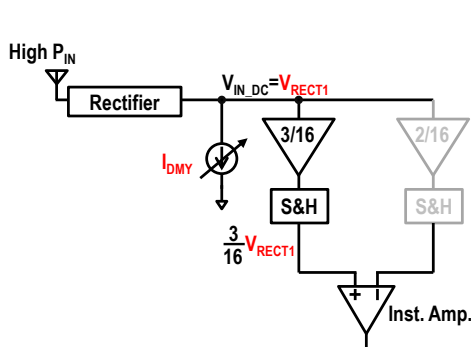 High P_IN
Rectifier
V_IN_DC=V_RECT1
I_DMY
3/16
2/16
S&H
S&H
3/16 V_RECT1
+ −
Inst. Amp.